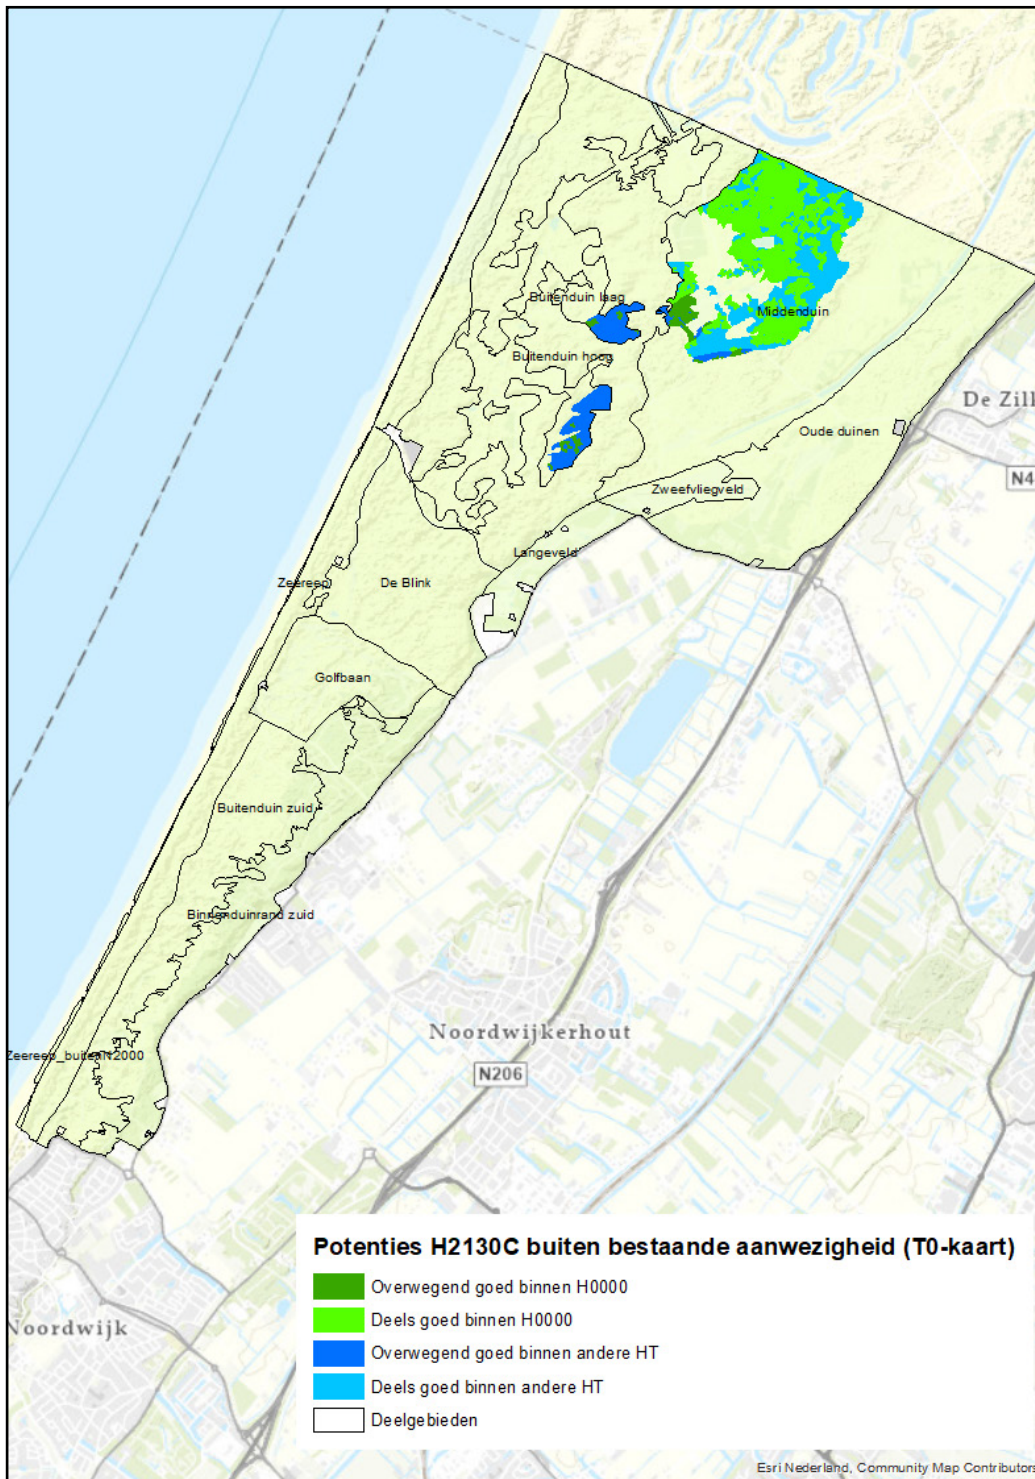 Buitenduin laag
Middenduin
Buitenduin hoog
De Zilk
Oude duinen
N4
Zweefvliegveld
Langeveld
Zeereep
De Blink
Golfbaan
Buitenduin zuid
Binnenduinrand zuid
Noordwijkerhout
Zeereep_buitenN2000
N206
Noordwijk
Potenties H2130C buiten bestaande aanwezigheid (T0-kaart)
Overwegend goed binnen H0000
Deels goed binnen H0000
Overwegend goed binnen andere HT
Deels goed binnen andere HT
Deelgebieden
Esri Nederland, Community Map Contributors